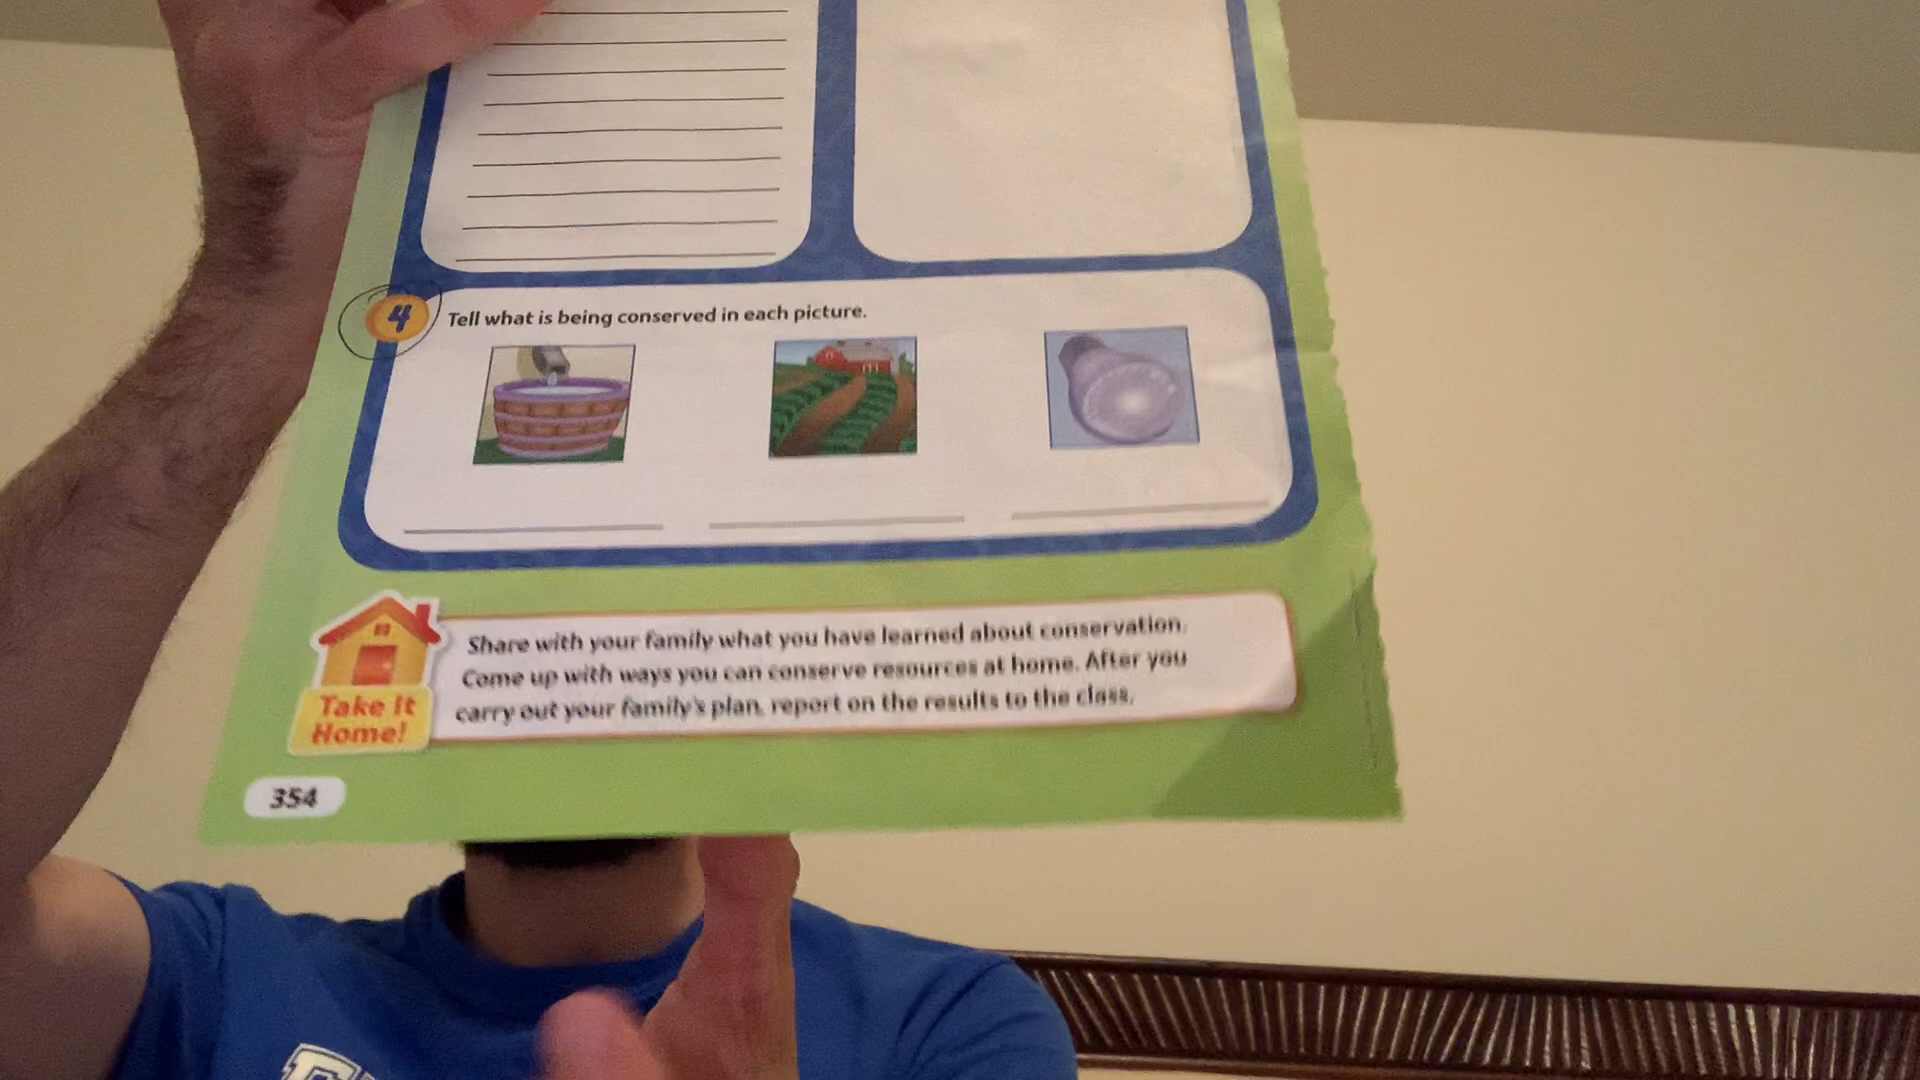 4
Tell what is being conserved in each picture.
Share with your family what you have learned about conservation.
Come up with ways you can conserve resources at home. After you
carry out your family's plan, report on the results to the class.
Take It
Home!
354